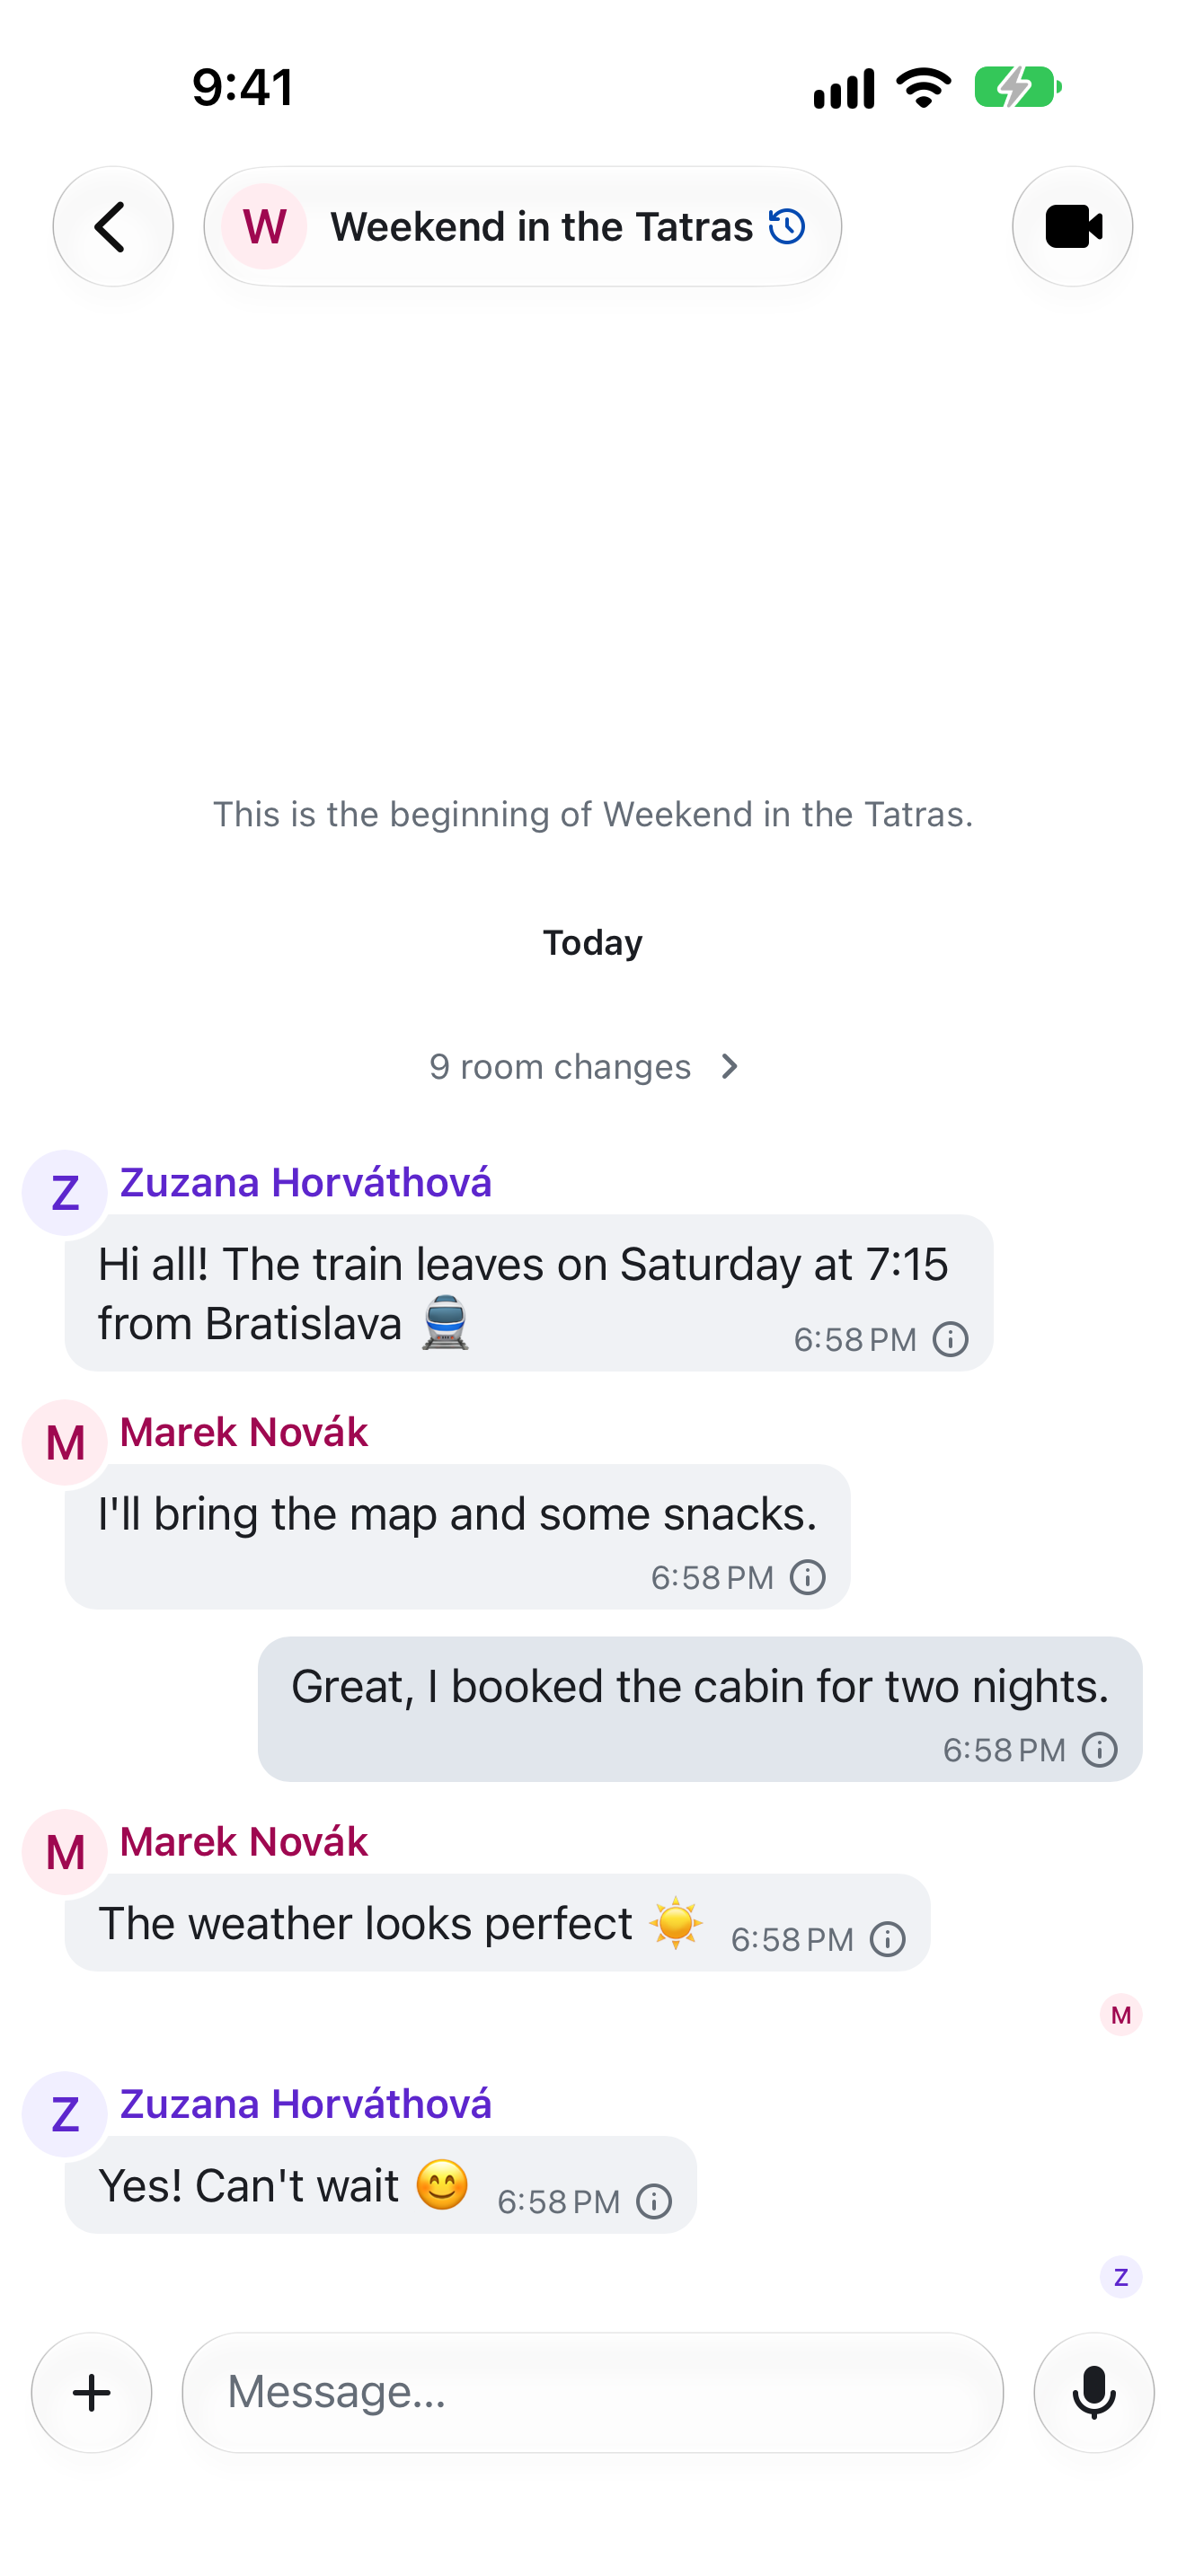 9:41
W Weekend in the Tatras
This is the beginning of Weekend in the Tatras.
Today
9 room changes
Z Zuzana Horváthová
Hi all! The train leaves on Saturday at 7:15
from Bratislava 🚆
6:58 PM
M Marek Novák
I'll bring the map and some snacks.
6:58 PM
Great, I booked the cabin for two nights.
6:58 PM
M Marek Novák
The weather looks perfect ☀️ 6:58 PM
M
Z Zuzana Horváthová
Yes! Can't wait 😊 6:58 PM
Z
Message...